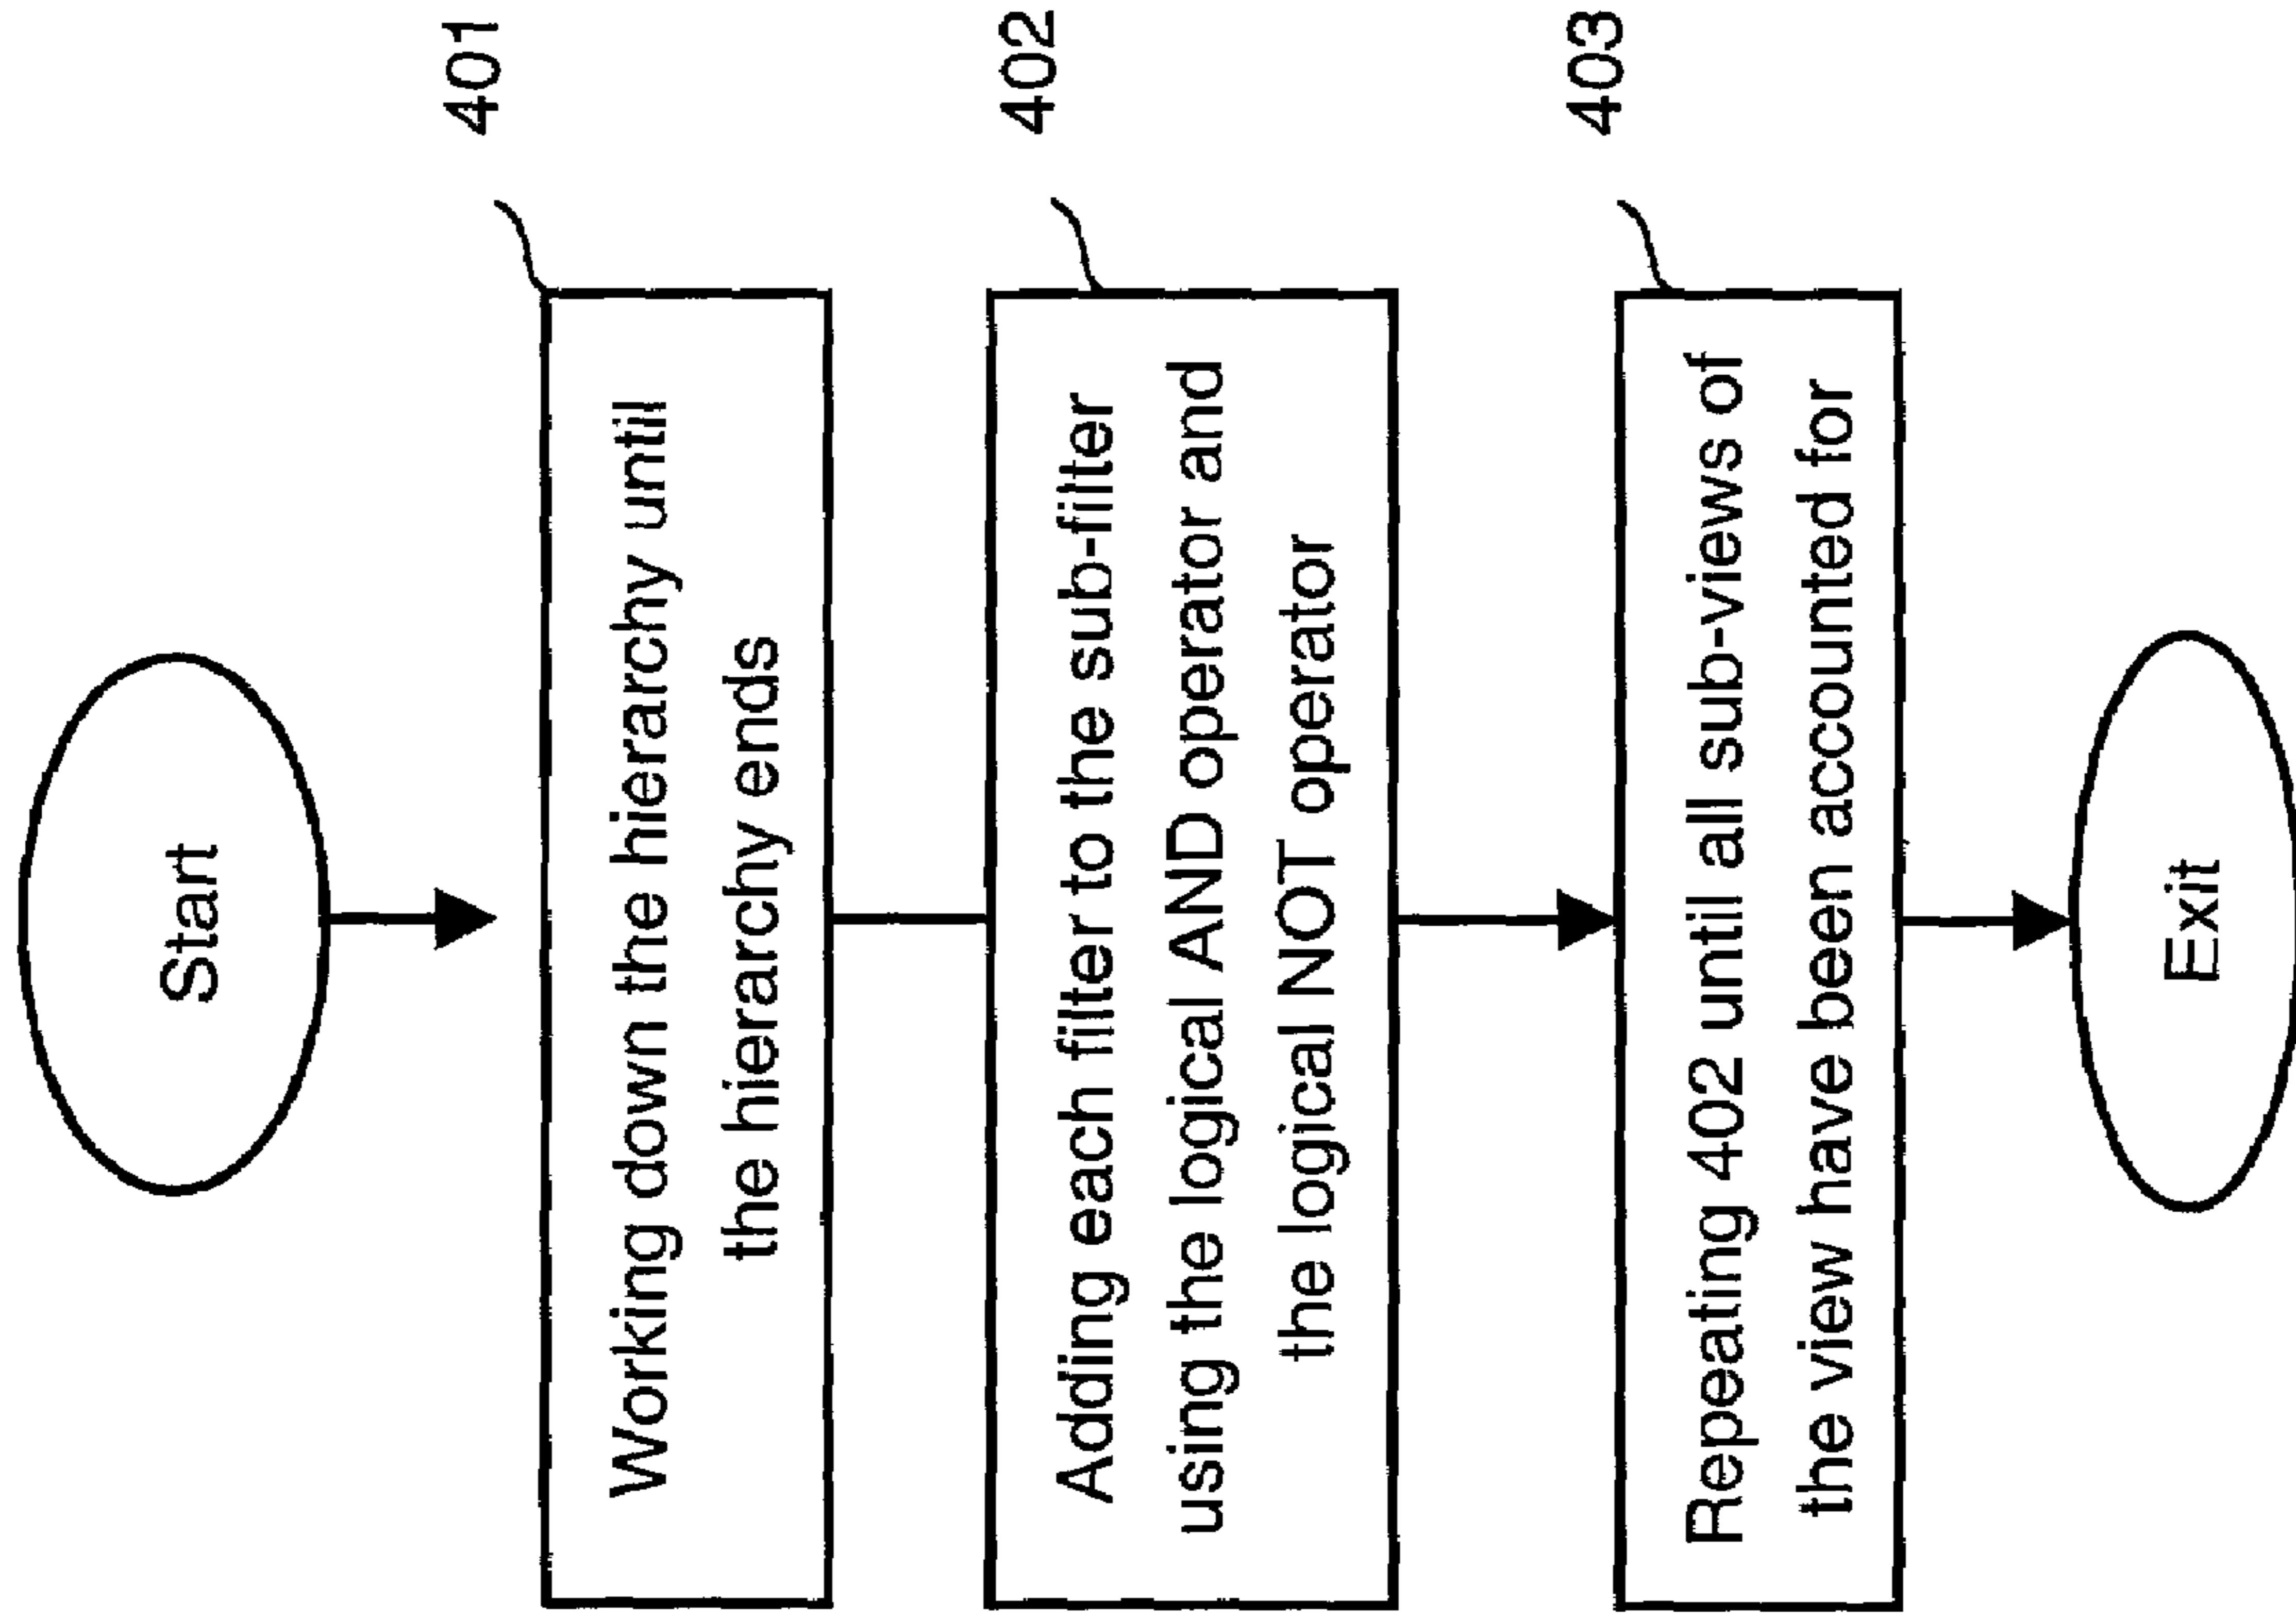 Start
401
Working down the hierarchy until
the hierarchy ends
402
Adding each filter to the sub-filter
using the logical AND operator and
the logical NOT operator
403
Repeating 402 until all sub-views of
the view have been accounted for
Exit